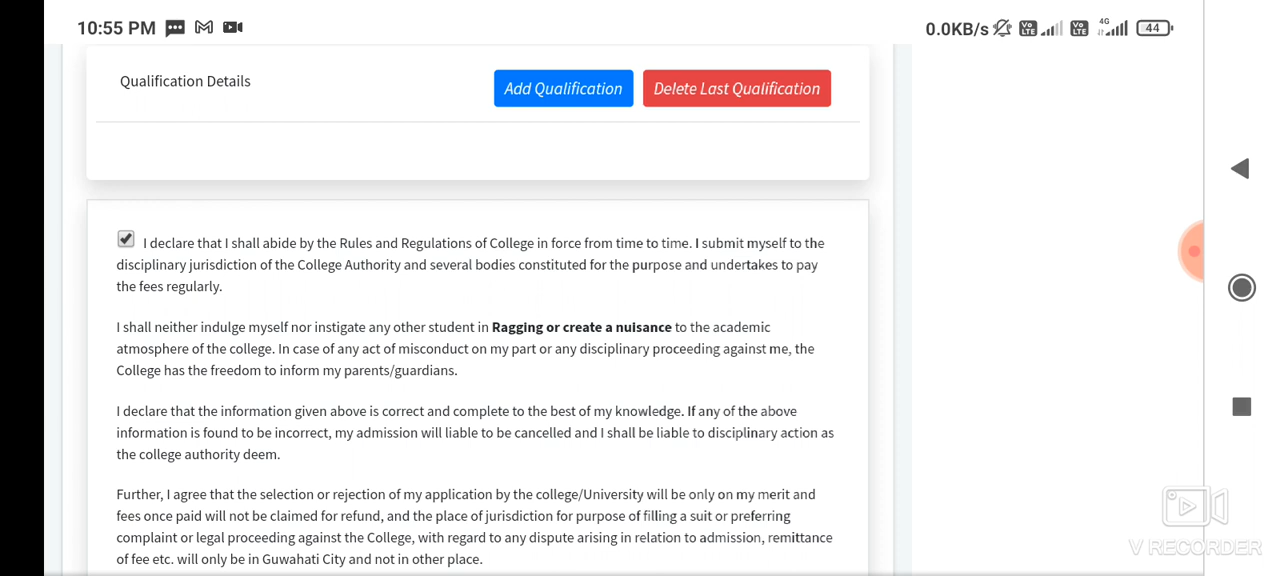 10:55 PM
0.0KB/s Vo LTE Vo LTE 4G 44
Qualification Details
Add Qualification
Delete Last Qualification
I declare that I shall abide by the Rules and Regulations of College in force from time to time. I submit myself to the
disciplinary jurisdiction of the College Authority and several bodies constituted for the purpose and undertakes to pay
the fees regularly.
I shall neither indulge myself nor instigate any other student in Ragging or create a nuisance to the academic
atmosphere of the college. In case of any act of misconduct on my part or any disciplinary proceeding against me, the
College has the freedom to inform my parents/guardians.
I declare that the information given above is correct and complete to the best of my knowledge. If any of the above
information is found to be incorrect, my admission will liable to be cancelled and I shall be liable to disciplinary action as
the college authority deem.
Further, I agree that the selection or rejection of my application by the college/University will be only on my merit and
fees once paid will not be claimed for refund, and the place of jurisdiction for purpose of filling a suit or preferring
complaint or legal proceeding against the College, with regard to any dispute arising in relation to admission, remittance
of fee etc. will only be in Guwahati City and not in other place.
V RECORDER